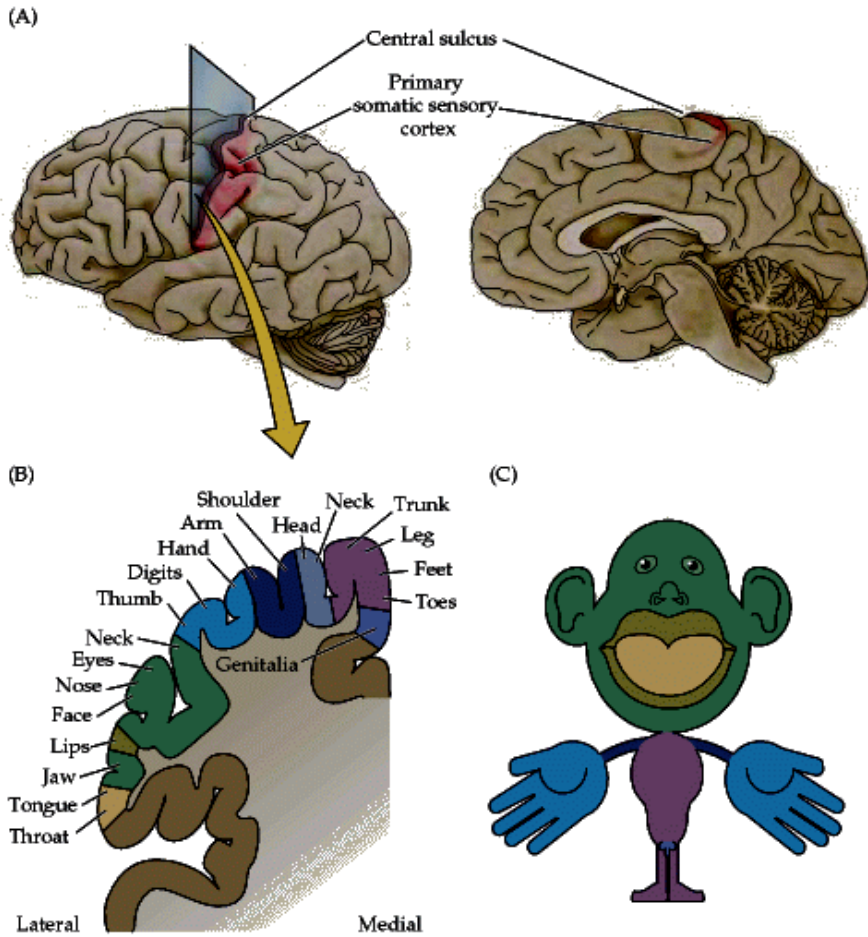 (A)
Central sulcus
Primary
somatic sensory
cortex
(B)
Shoulder
Neck
Trunk
Arm
Head
Leg
Hand
Feet
Digits
Toes
Thumb
Neck
Genitalia
Eyes
Nose
Face
Lips
Jaw
Tongue
Throat
Lateral
Medial
(C)